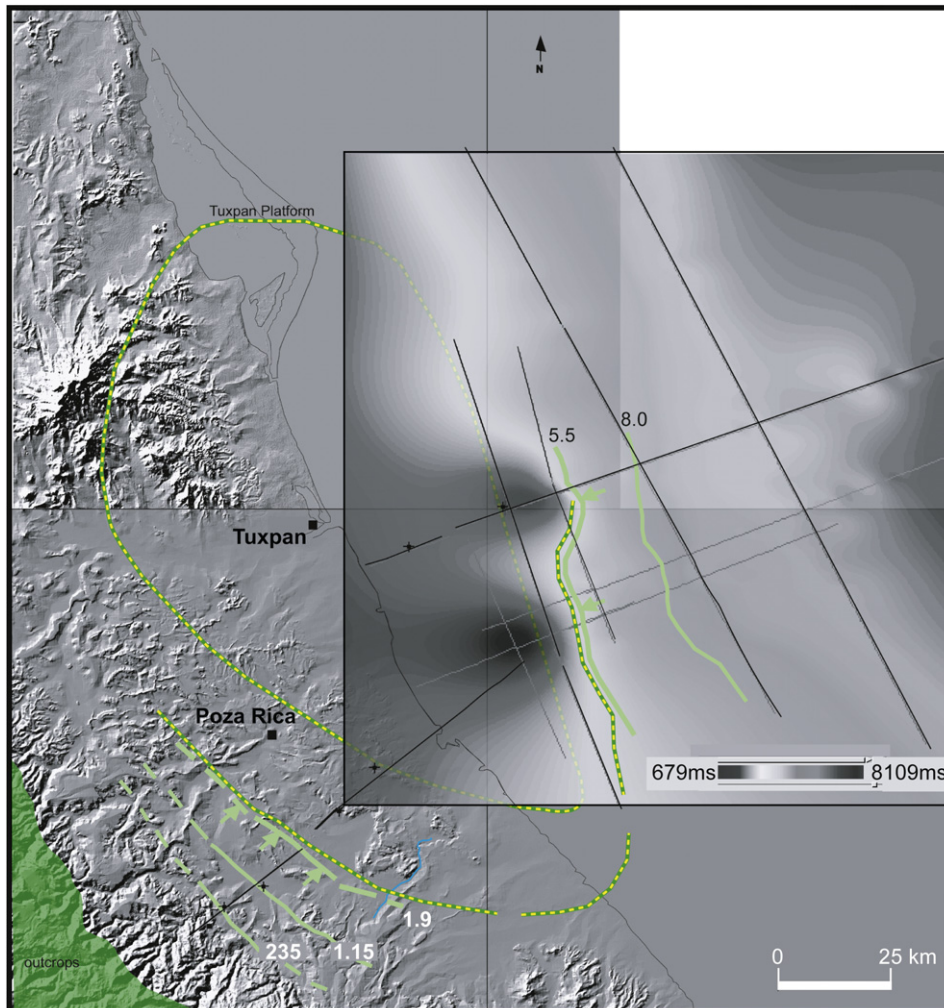 N
Tuxpan Platform
8.0
5.5
Tuxpan
Poza Rica
679ms
8109ms
1.9
235
1.15
outcrops
0
25 km